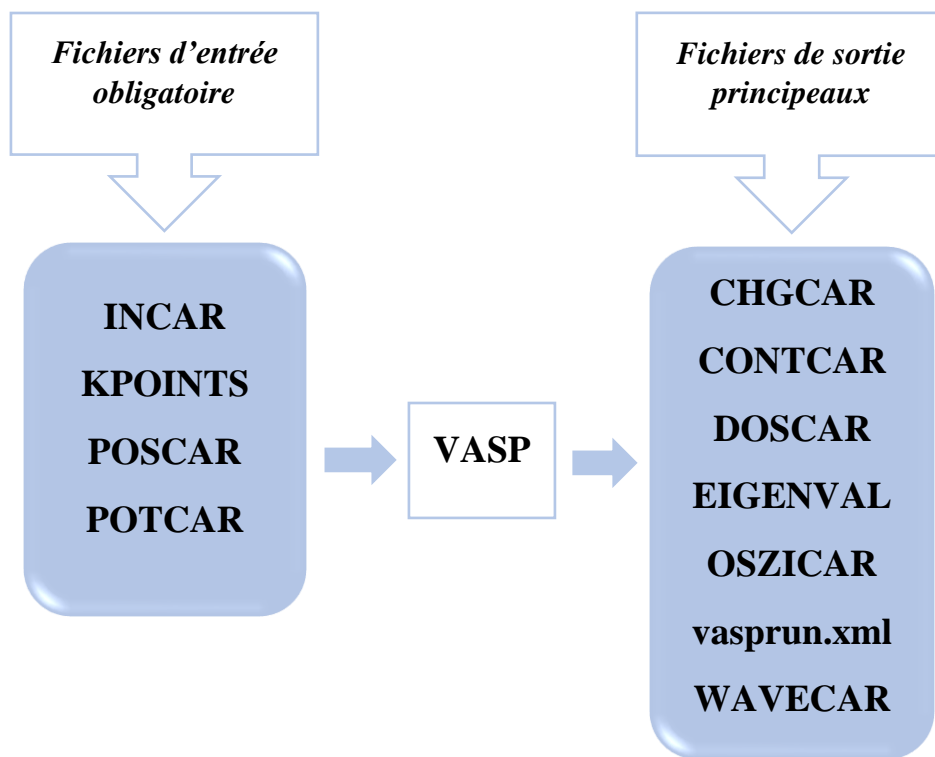 Fichiers d’entrée
obligatoire
INCAR
KPOINTS
POSCAR
POTCAR
VASP
Fichiers de sortie
principeaux
CHGCAR
CONTCAR
DOSCAR
EIGENVAL
OSZICAR
vasprun.xml
WAVECAR